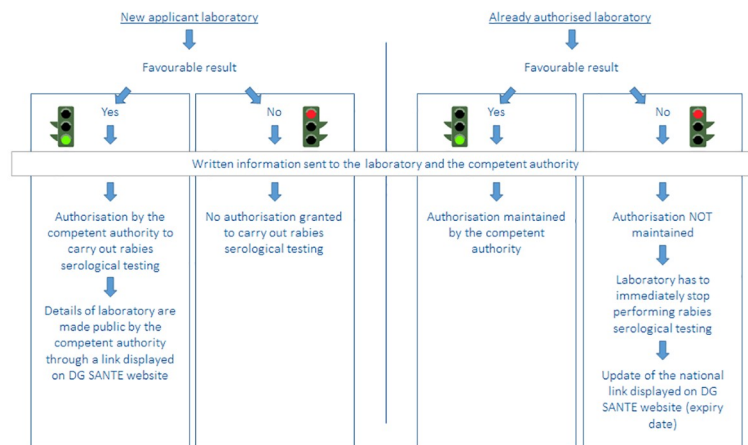 New applicant laboratory
Favourable result
Yes
No
Already authorised laboratory
Favourable result
Yes
No
Written information sent to the laboratory and the competent authority
Authorisation by the
competent authority to
carry out rabies
serological testing
Details of laboratory are
made public by the
competent authority
through a link displayed
on DG SANTE website
No authorisation granted
to carry out rabies
serological testing
Authorisation maintained
by the competent
authority
Authorisation NOT
maintained
Laboratory has to
immediately stop
performing rabies
serological testing
Update of the national
link displayed on DG
SANTE website (expiry
date)